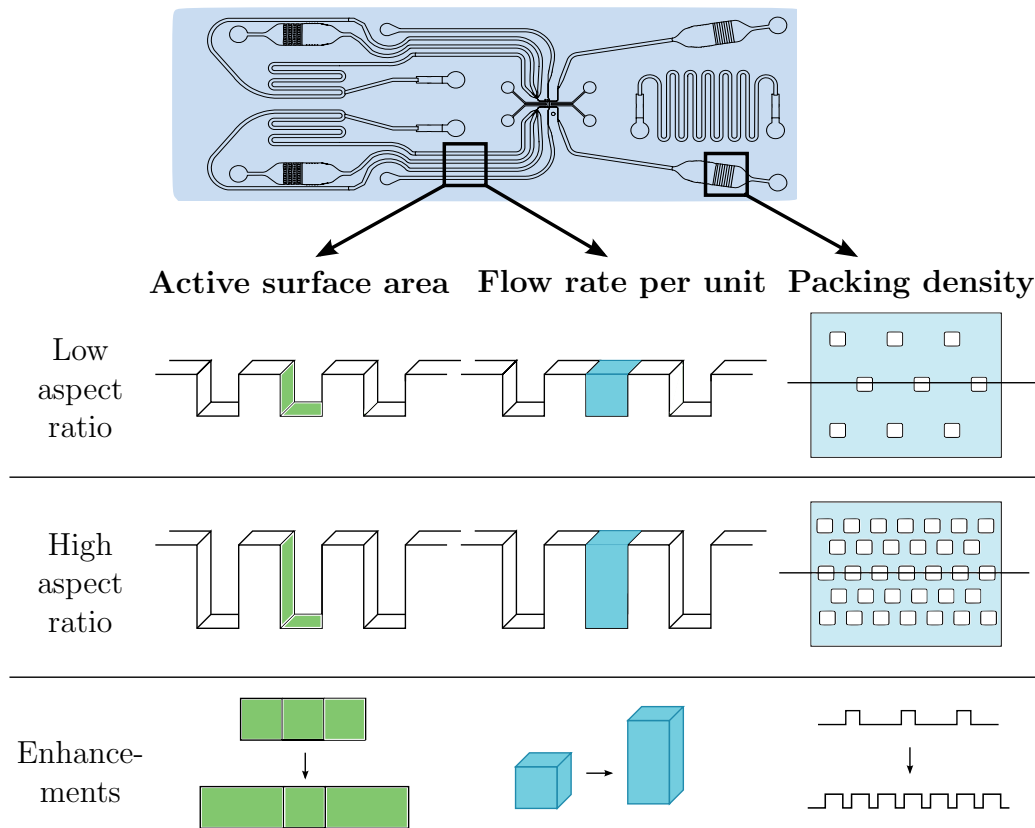 Active surface area Flow rate per unit Packing density
Low
aspect
ratio
High
aspect
ratio
Enhance-
ments